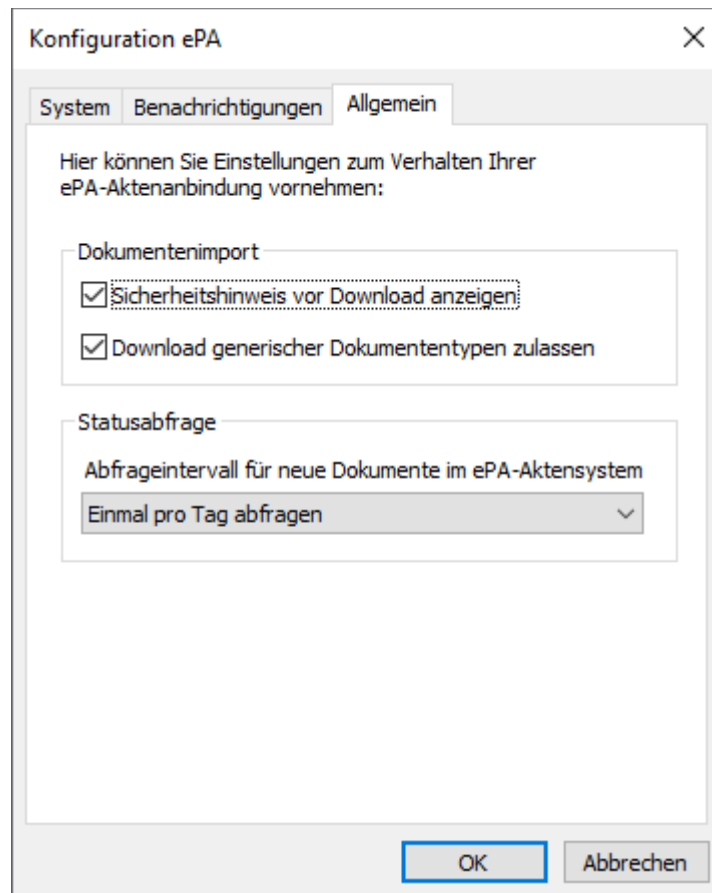 Konfiguration ePA
System Benachrichtigungen Allgemein
Hier können Sie Einstellungen zum Verhalten Ihrer
ePA-Aktenanbindung vornehmen:
Dokumentenimport
Sicherheitshinweis vor Download anzeigen
Download generischer Dokumententypen zulassen
Statusabfrage
Abfrageintervall für neue Dokumente im ePA-Aktensystem
Einmal pro Tag abfragen
OK Abbrechen